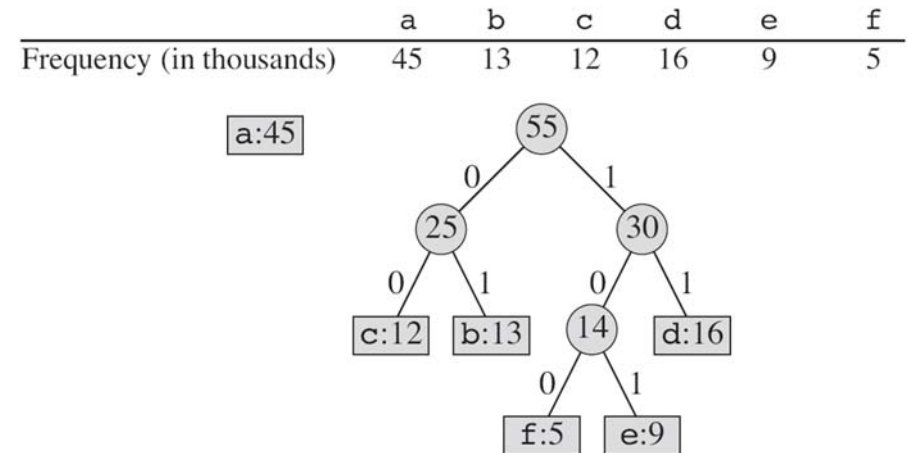 a b c d e f
Frequency (in thousands) 45 13 12 16 9 5
a:45 55
0 1
25 30
0 1 0 1
c:12 b:13 14 d:16
0 1
f:5 e:9